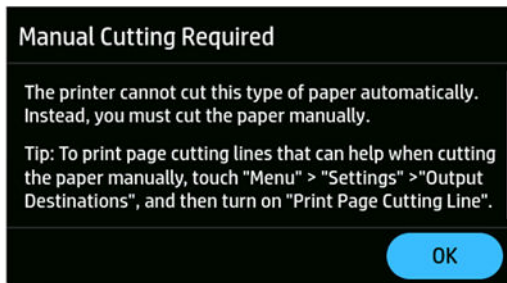 Manual Cutting Required
The printer cannot cut this type of paper automatically.
Instead, you must cut the paper manually.
Tip: To print page cutting lines that can help when cutting
the paper manually, touch "Menu" > "Settings" >"Output
Destinations", and then turn on "Print Page Cutting Line".
OK